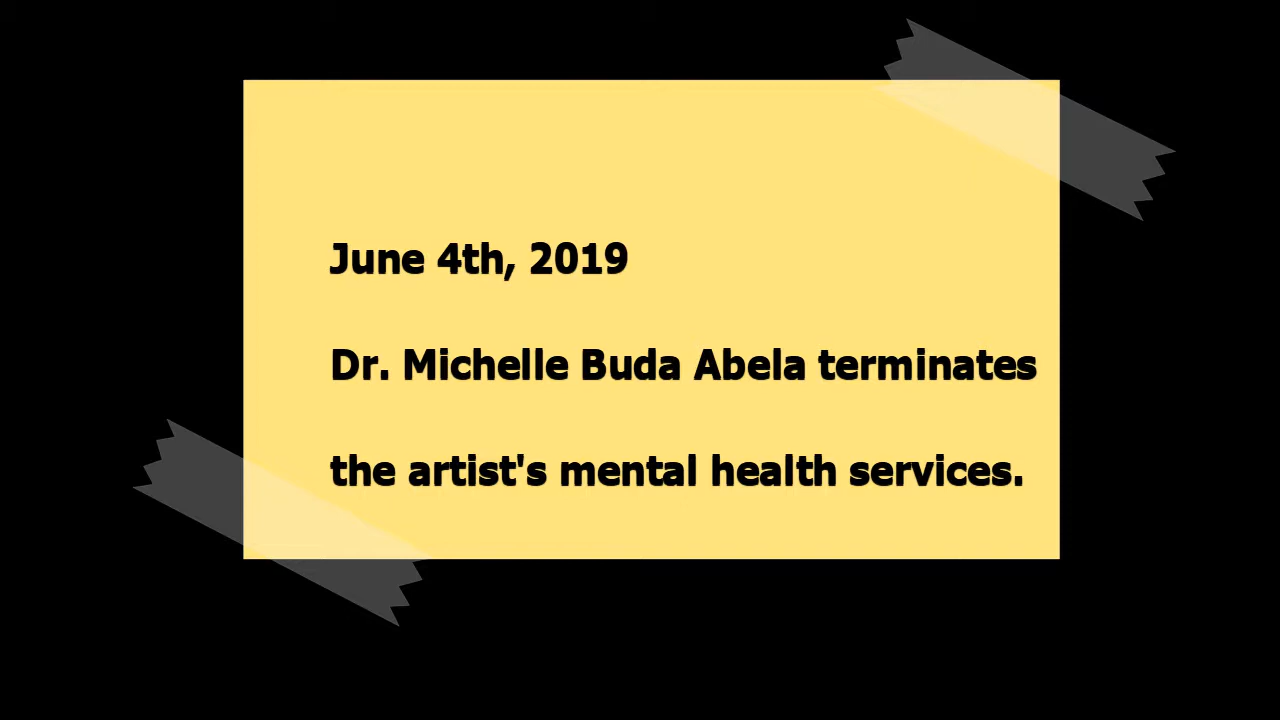 June 4th, 2019
Dr. Michelle Buda Abela terminates
the artist's mental health services.